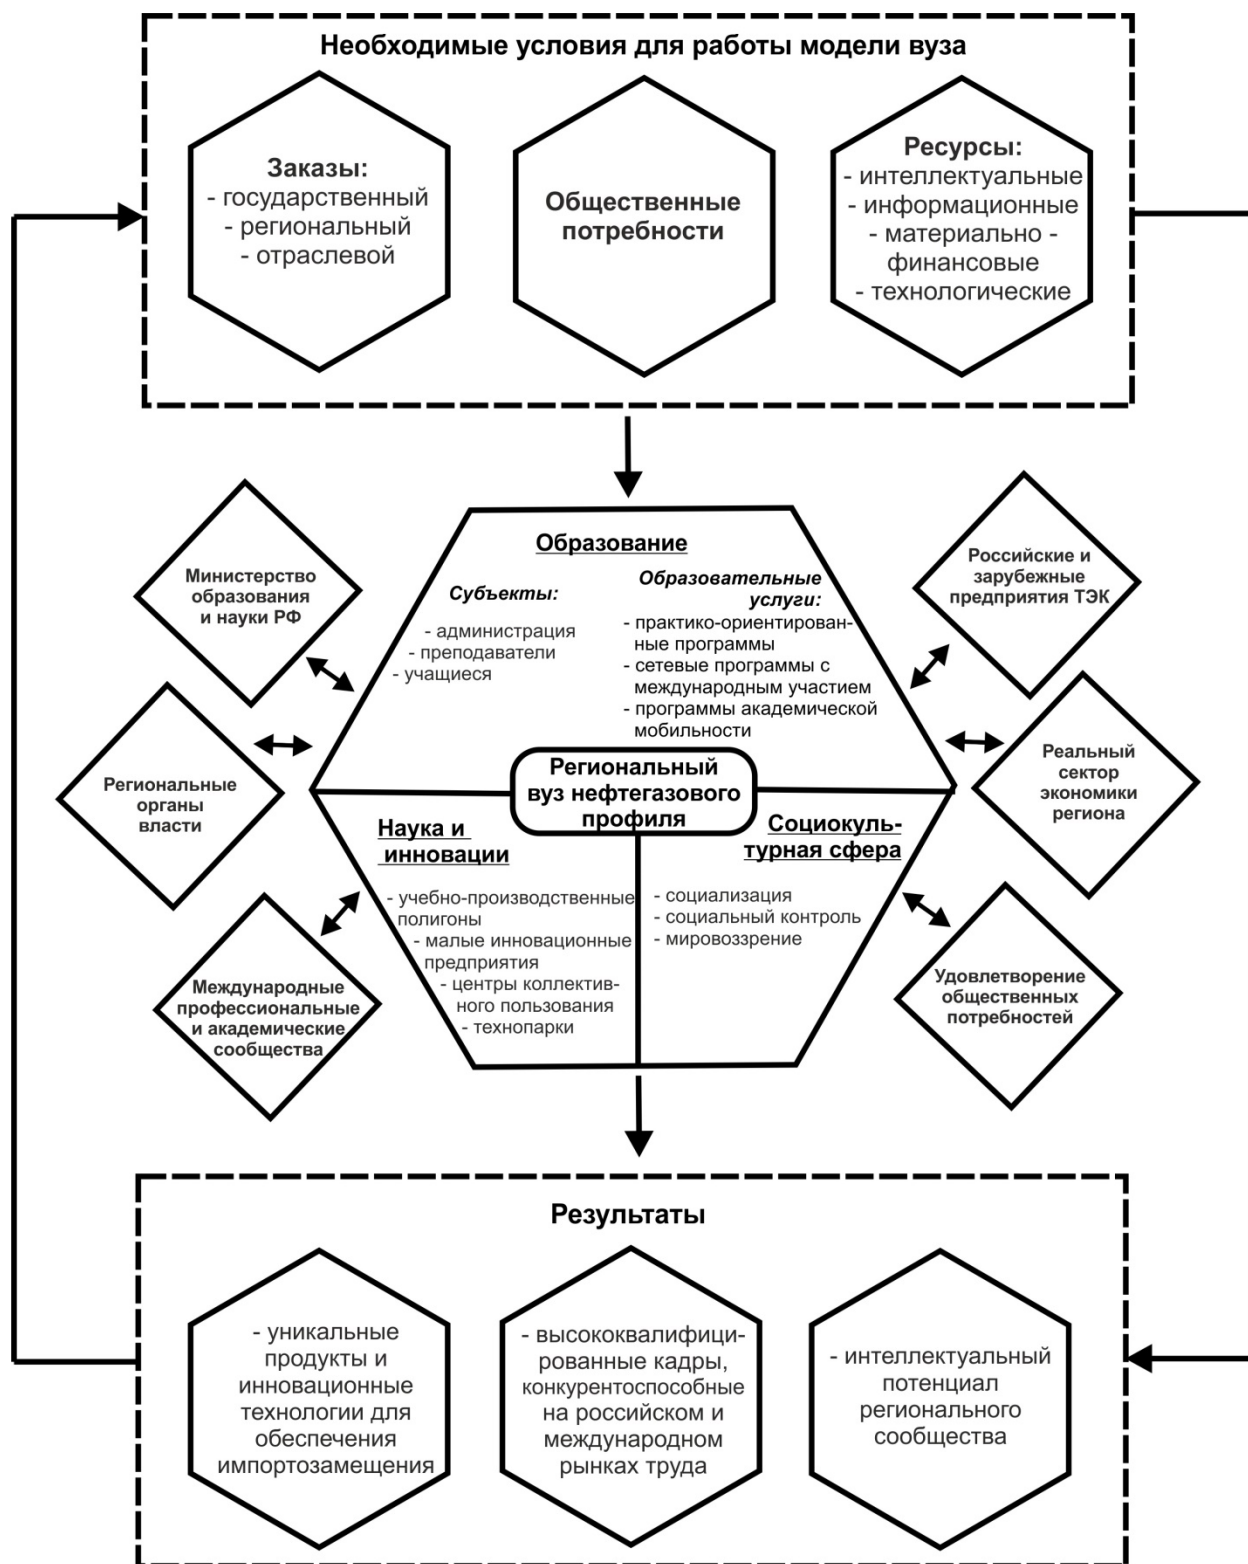 Необходимые условия для работы модели вуза
Заказы:
- государственный
- региональный
- отраслевой
Общественные
потребности
Ресурсы:
- интеллектуальные
- информационные
- материально -
финансовые
- технологические
Министерство
образования
и науки РФ
Региональные
органы
власти
Международные
профессиональные
и академические
сообщества
Образование
Субъекты:
- администрация
- преподаватели
- учащиеся
Образовательные
услуги:
- практико-ориентирован-
ные программы
- сетевые программы с
международным участием
- программы академической
мобильности
Региональный
вуз нефтегазового
профиля
Наука и
инновации
- учебно-производственные
полигоны
- малые инновационные
предприятия
- центры коллектив-
ного пользования
- технопарки
Социокуль-
турная сфера
- социализация
- социальный контроль
- мировоззрение
Российские и
зарубежные
предприятия ТЭК
Реальный
сектор
экономики
региона
Удовлетворение
общественных
потребностей
Результаты
- уникальные
продукты и
инновационные
технологии для
обеспечения
импортозамещения
- высококвалифици-
рованные кадры,
конкурентоспособные
на российском и
международном
рынках труда
- интеллектуальный
потенциал
регионального
сообщества